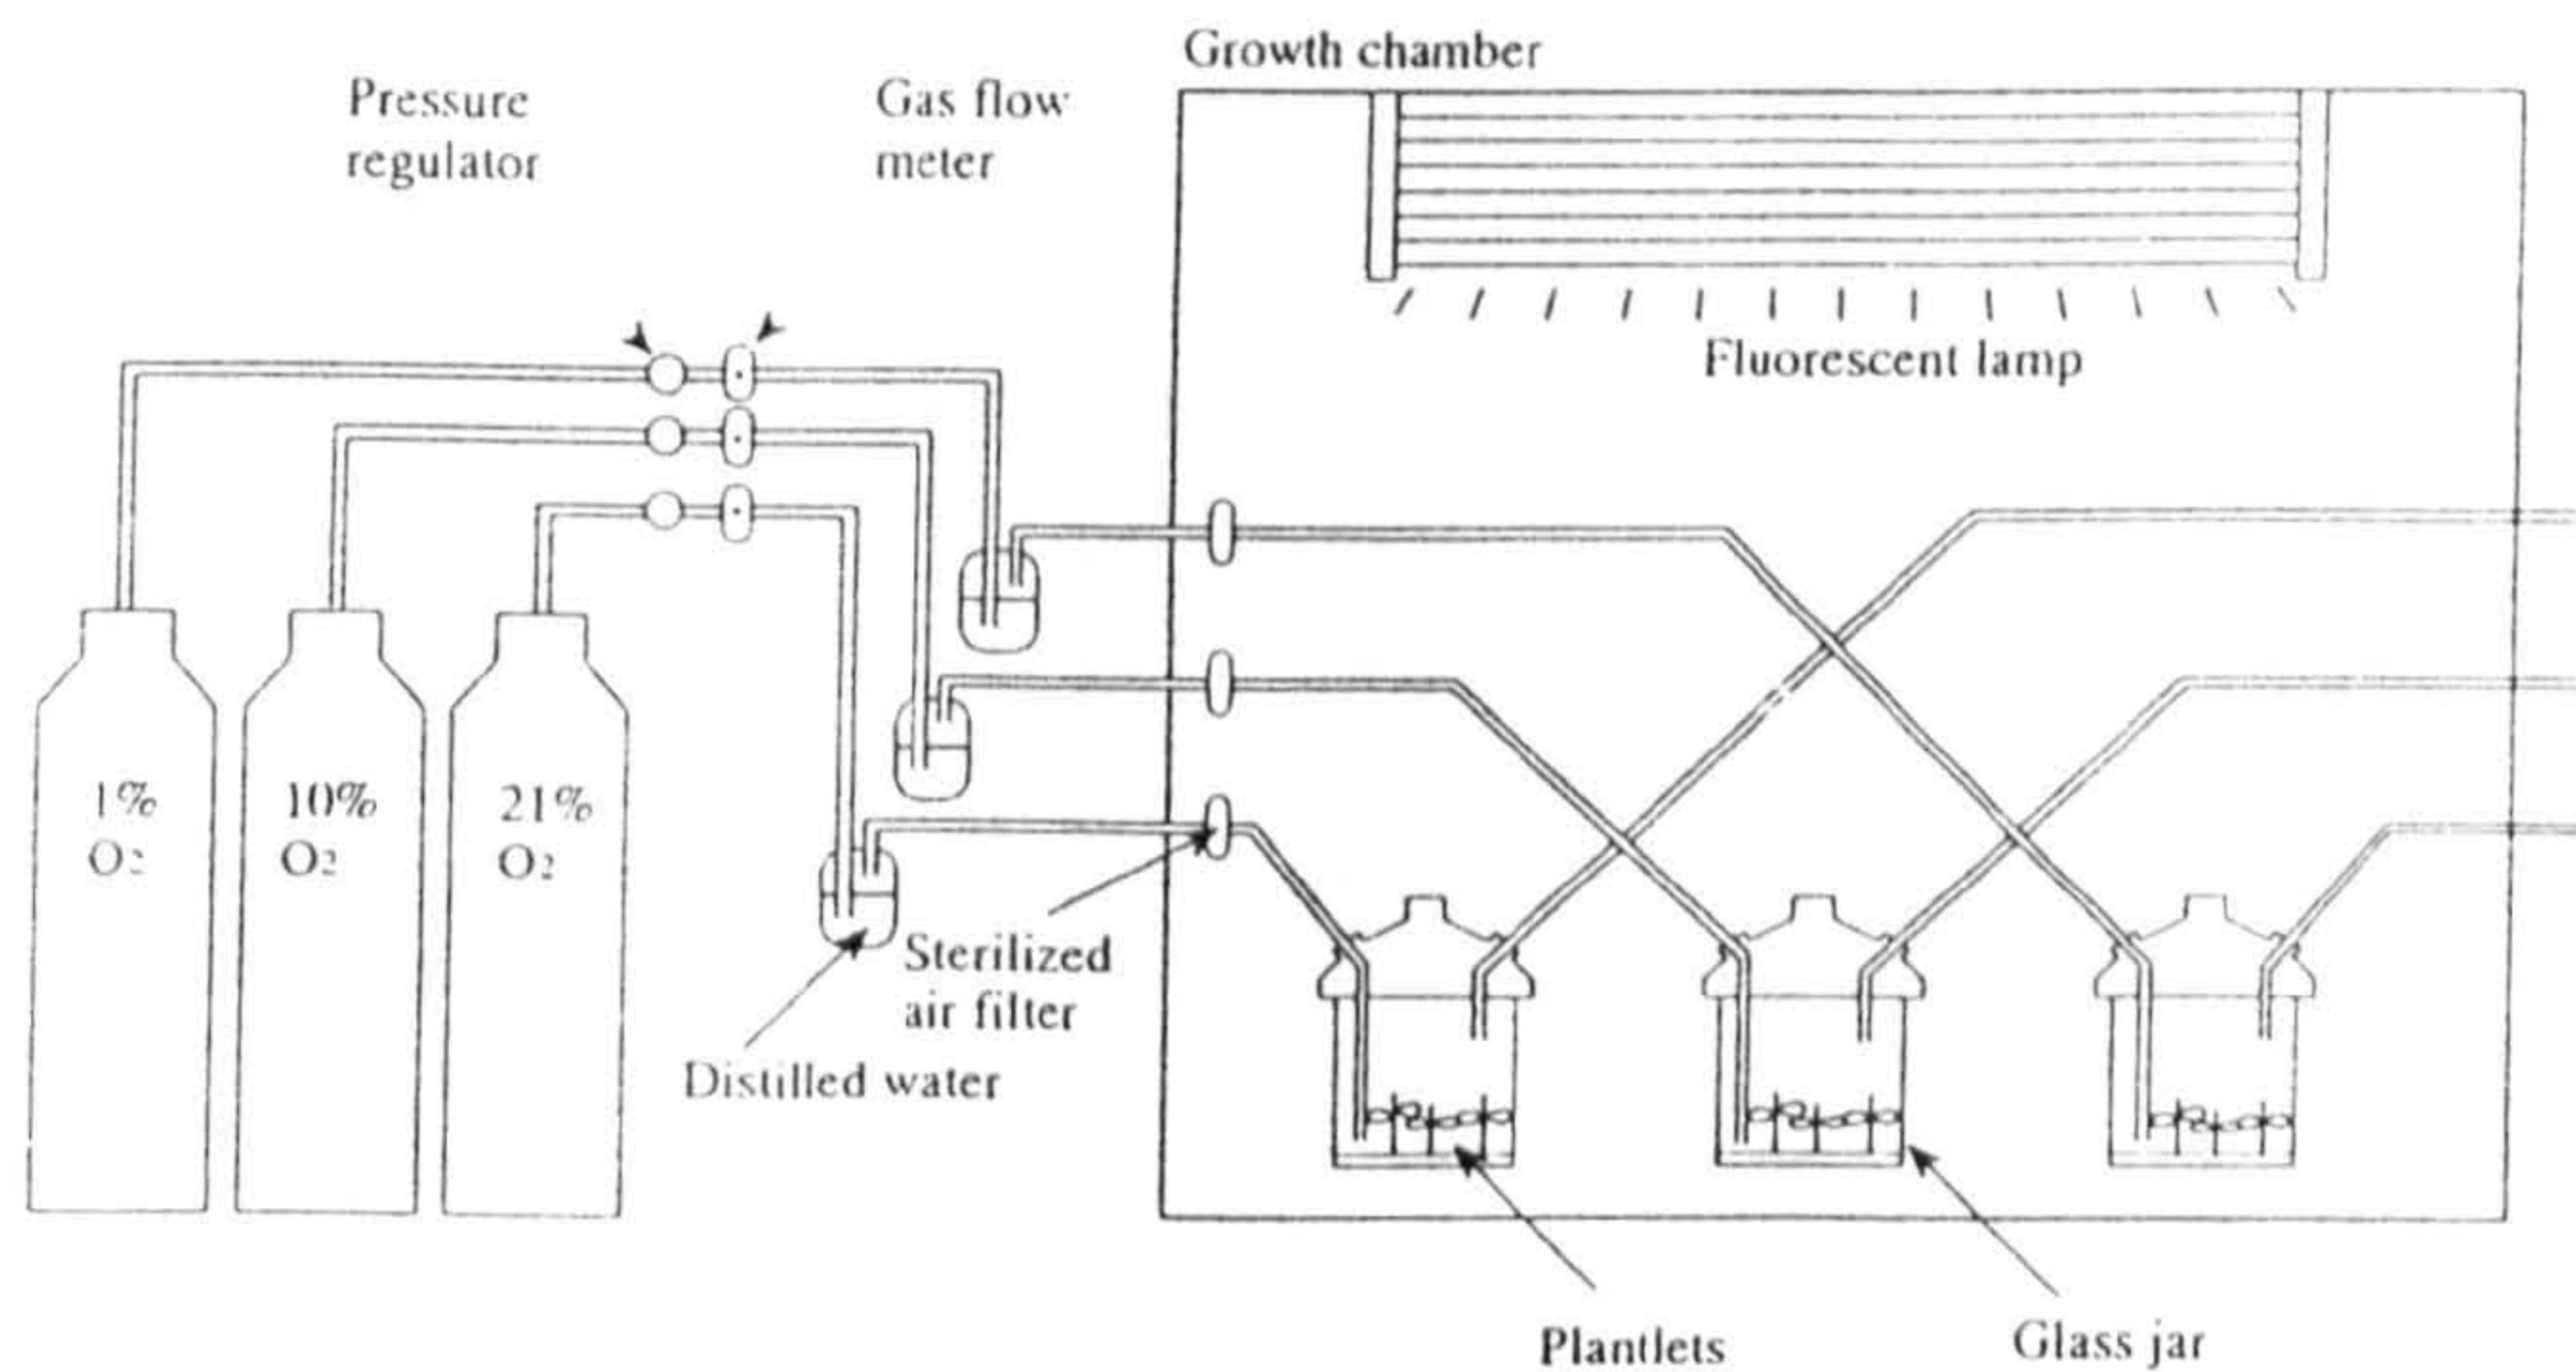 Growth chamber
Pressure
regulator
Gas flow
meter
Fluorescent lamp
1%
O2
10%
O2
21%
O2
Sterilized
air filter
Distilled water
Plantlets
Glass jar